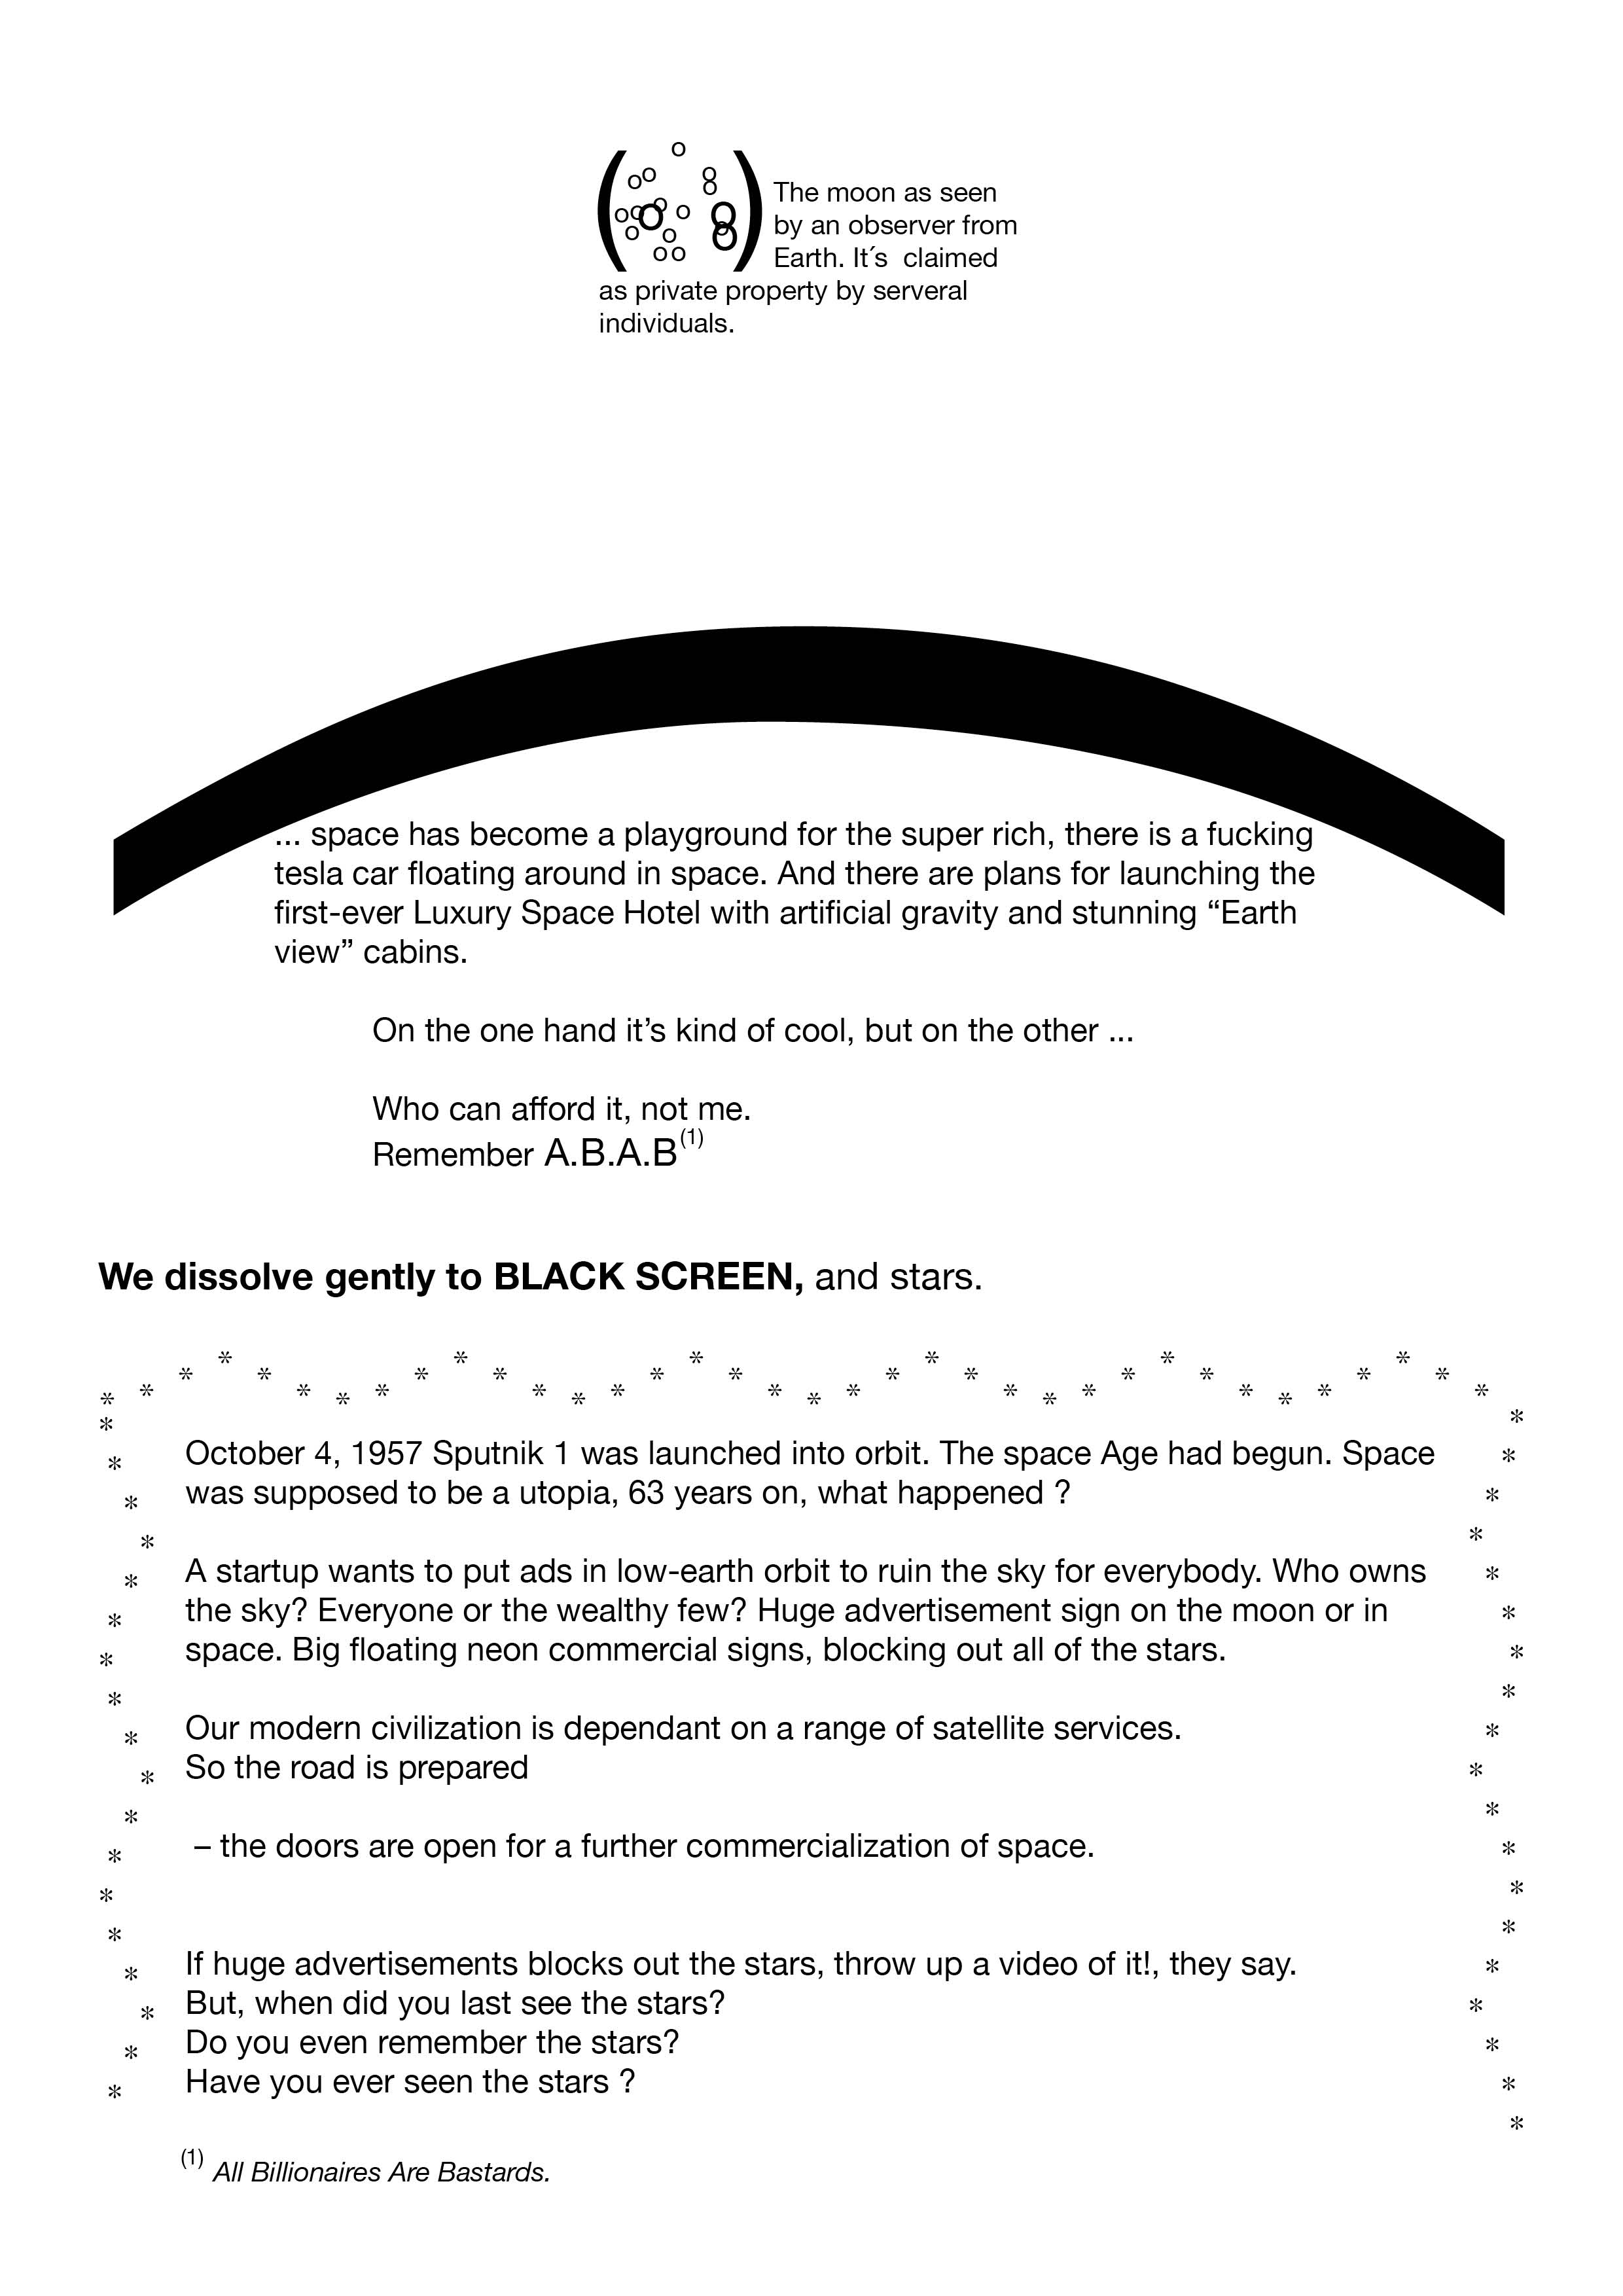 The moon as seen
by an observer from
Earth. It´s  claimed
as private property by serveral
individuals.
... space has become a playground for the super rich, there is a fucking
tesla car floating around in space. And there are plans for launching the
first-ever Luxury Space Hotel with artificial gravity and stunning “Earth
view” cabins.
On the one hand it’s kind of cool, but on the other ...
Who can afford it, not me.
Remember A.B.A.B(1)
We dissolve gently to BLACK SCREEN, and stars.
October 4, 1957 Sputnik 1 was launched into orbit. The space Age had begun. Space
was supposed to be a utopia, 63 years on, what happened ?
A startup wants to put ads in low-earth orbit to ruin the sky for everybody. Who owns
the sky? Everyone or the wealthy few? Huge advertisement sign on the moon or in
space. Big floating neon commercial signs, blocking out all of the stars.
Our modern civilization is dependant on a range of satellite services.
So the road is prepared
– the doors are open for a further commercialization of space.
If huge advertisements blocks out the stars, throw up a video of it!, they say.
But, when did you last see the stars?
Do you even remember the stars?
Have you ever seen the stars ?
(1) All Billionaires Are Bastards.